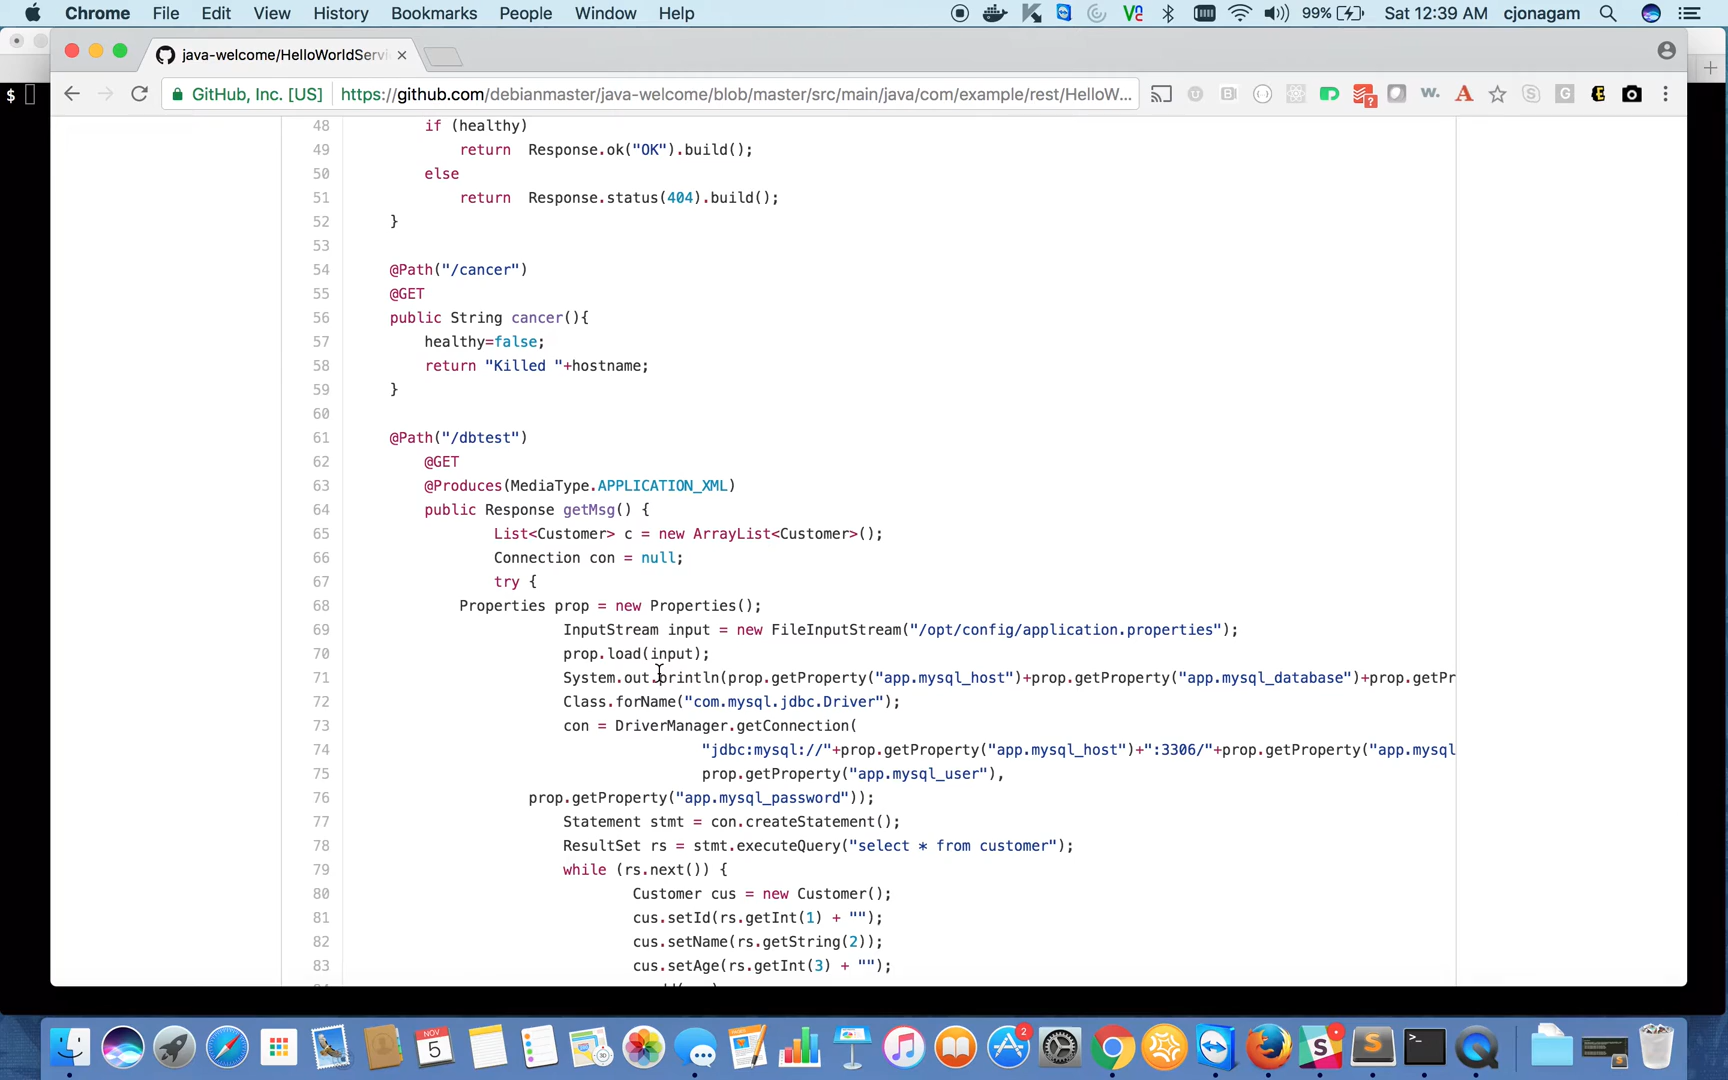 Chrome File Edit View History Bookmarks People Window Help 99% Sat 12:39 AM cjonagam
java-welcome/HelloWorldServi
GitHub, Inc. [US] https://github.com/debianmaster/java-welcome/blob/master/src/main/java/com/example/rest/HelloW...
$
48 if (healthy)
49 return Response.ok("OK").build();
50 else
51 return Response.status(404).build();
52 }
53
54 @Path("/cancer")
55 @GET
56 public String cancer(){
57 healthy=false;
58 return "Killed "+hostname;
59 }
60
61 @Path("/dbtest")
62 @GET
63 @Produces(MediaType.APPLICATION_XML)
64 public Response getMsg() {
65 List<Customer> c = new ArrayList<Customer>();
66 Connection con = null;
67 try {
68 Properties prop = new Properties();
69 InputStream input = new FileInputStream("/opt/config/application.properties");
70 prop.load(input);
71 System.out.println(prop.getProperty("app.mysql_host")+prop.getProperty("app.mysql_database")+prop.getPr
72 Class.forName("com.mysql.jdbc.Driver");
73 con = DriverManager.getConnection(
74 "jdbc:mysql://"+prop.getProperty("app.mysql_host")+":3306/"+prop.getProperty("app.mysql
75 prop.getProperty("app.mysql_user"),
76 prop.getProperty("app.mysql_password"));
77 Statement stmt = con.createStatement();
78 ResultSet rs = stmt.executeQuery("select * from customer");
79 while (rs.next()) {
80 Customer cus = new Customer();
81 cus.setId(rs.getInt(1) + "");
82 cus.setName(rs.getString(2));
83 cus.setAge(rs.getInt(3) + "");
NOV
5
2